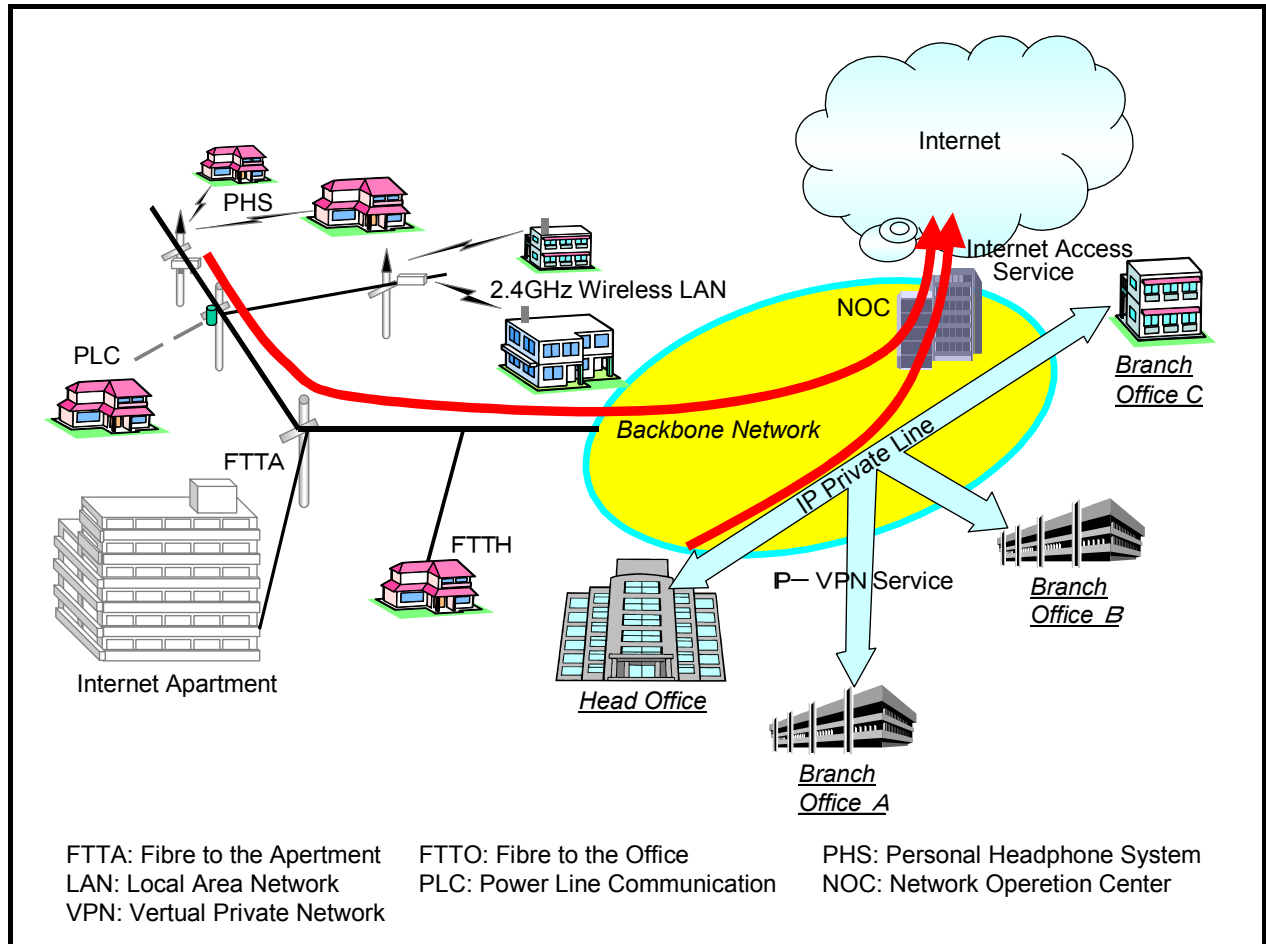 Internet
PHS
Internet Access
Service
2.4GHz Wireless LAN
NOC
PLC
Branch
Office C
Backbone Network
IP Private Line
FTTA
FTTH
IP– VPN Service
Branch
Office B
Internet Apartment
Head Office
Branch
Office A
FTTA: Fibre to the Apertment
FTTO: Fibre to the Office
PHS: Personal Headphone System
LAN: Local Area Network
PLC: Power Line Communication
NOC: Network Operetion Center
VPN: Vertual Private Network